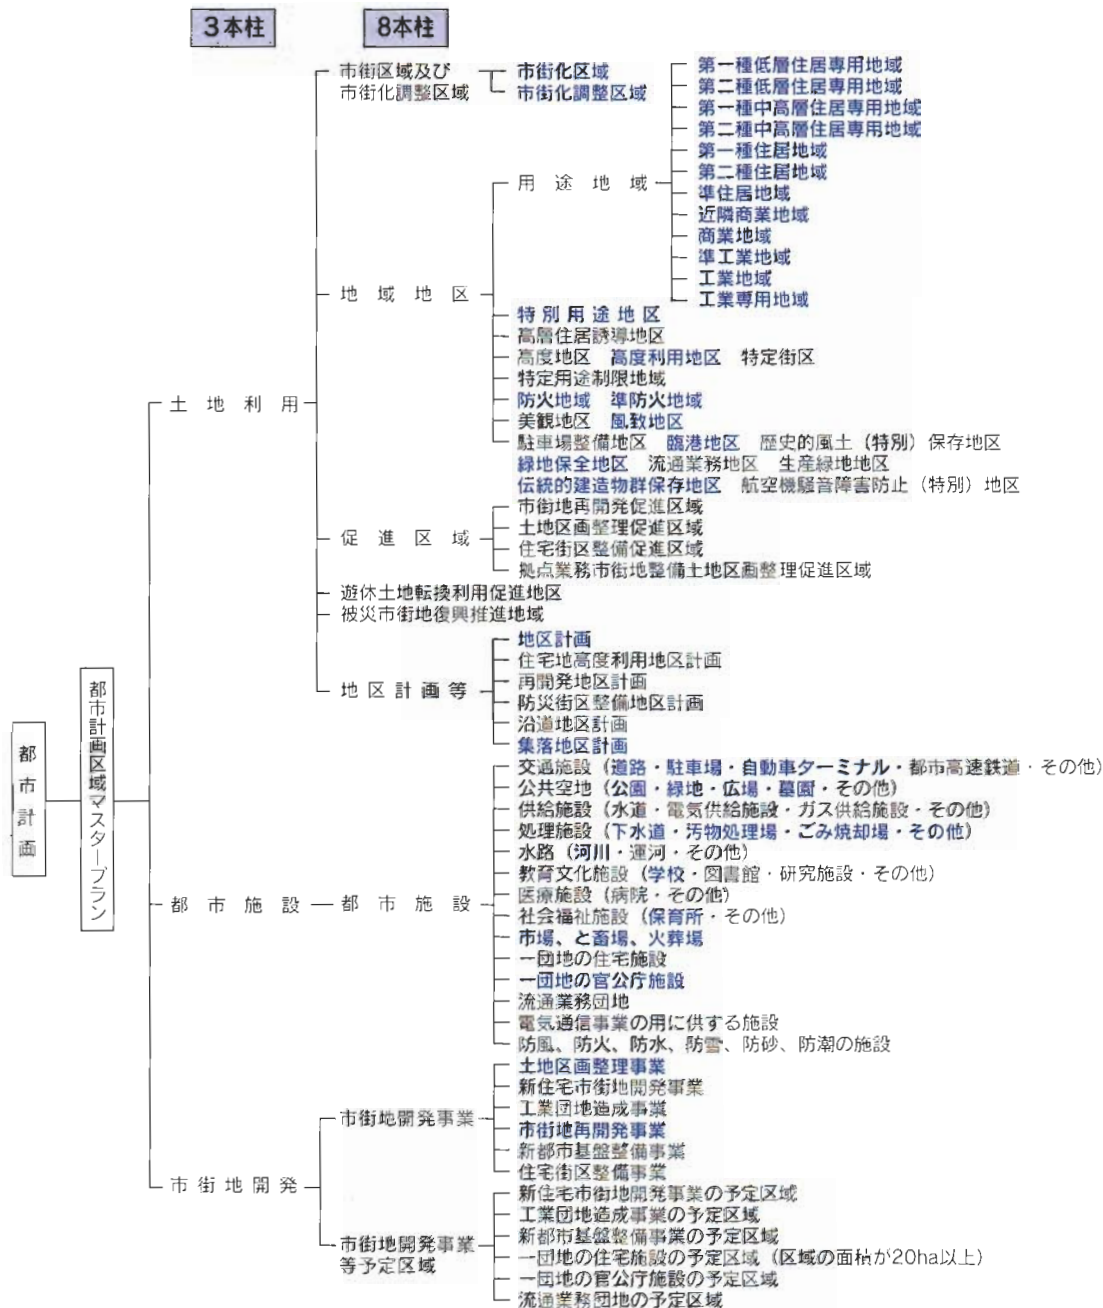 3本柱
8本柱
市街区域及び
市街化調整区域
市街化区域
市街化調整区域
第一種低層住居専用地域
第二種低層住居専用地域
第一種中高層住居専用地域
第二種中高層住居専用地域
第一種住居地域
第二種住居地域
準住居地域
近隣商業地域
商業地域
準工業地域
工業地域
工業専用地域
用途地域
地域地区
特別用途地区
高層住居誘導地区
高度地区 高度利用地区 特定街区
特定用途制限地域
防火地域 準防火地域
美観地区 風致地区
駐車場整備地区 臨港地区 歴史的風土（特別）保存地区
緑地保全地区 流通業務地区 生産緑地地区
伝統的建造物群保存地区 航空機騒音障害防止（特別）地区
土地利用
促進区域
市街地再開発促進区域
土地区画整理促進区域
住宅街区整備促進区域
拠点業務市街地整備土地区画整理促進区域
遊休土地転換利用促進地区
被災市街地復興推進地域
地区計画等
地区計画
住宅地高度利用地区計画
再開発地区計画
防災街区整備地区計画
沿道地区計画
集落地区計画
都市計画
都市計画区域マスタープラン
都市施設
都市施設
交通施設（道路・駐車場・自動車ターミナル・都市高速鉄道・その他）
公共空地（公園・緑地・広場・墓園・その他）
供給施設（水道・電気供給施設・ガス供給施設・その他）
処理施設（下水道・汚物処理場・ごみ焼却場・その他）
水路（河川・運河・その他）
教育文化施設（学校・図書館・研究施設・その他）
医療施設（病院・その他）
社会福祉施設（保育所・その他）
市場、と畜場、火葬場
一団地の住宅施設
一団地の官公庁施設
流通業務団地
電気通信事業の用に供する施設
防風、防火、防水、防雪、防砂、防潮の施設
市街地開発
市街地開発事業
土地区画整理事業
新住宅市街地開発事業
工業団地造成事業
市街地再開発事業
新都市基盤整備事業
住宅街区整備事業
市街地開発事業
等予定区域
新住宅市街地開発事業の予定区域
工業団地造成事業の予定区域
新都市基盤整備事業の予定区域
一団地の住宅施設の予定区域（区域の面積が20ha以上）
一団地の官公庁施設の予定区域
流通業務団地の予定区域